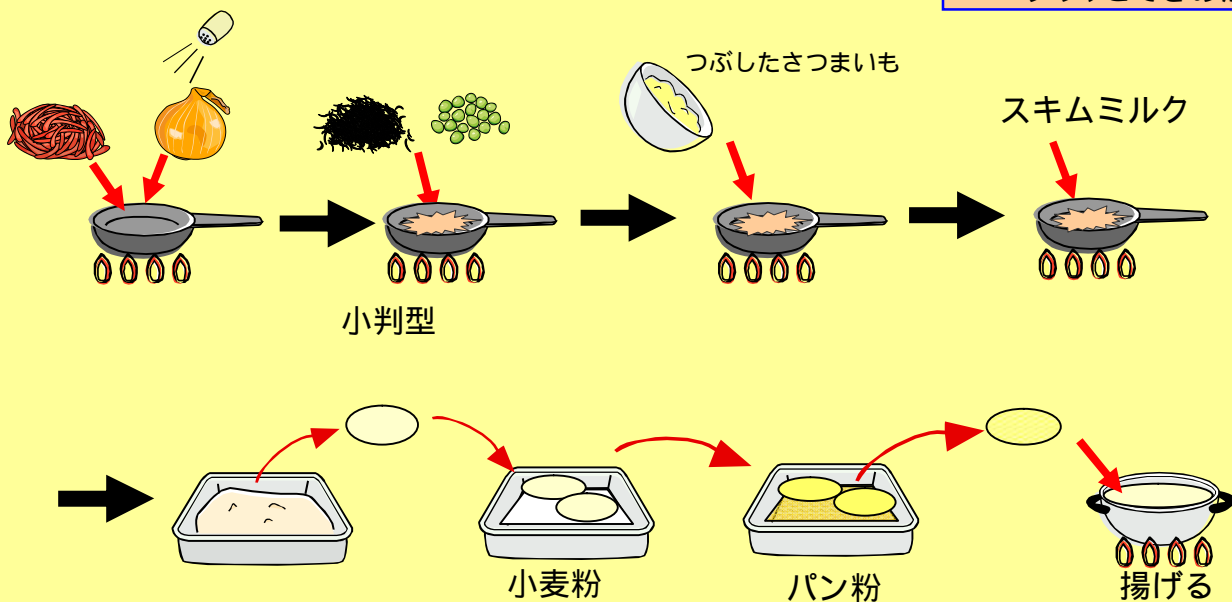 つぶしたさつまいも
スキムミルク
小判型
小麦粉
パン粉
揚げる